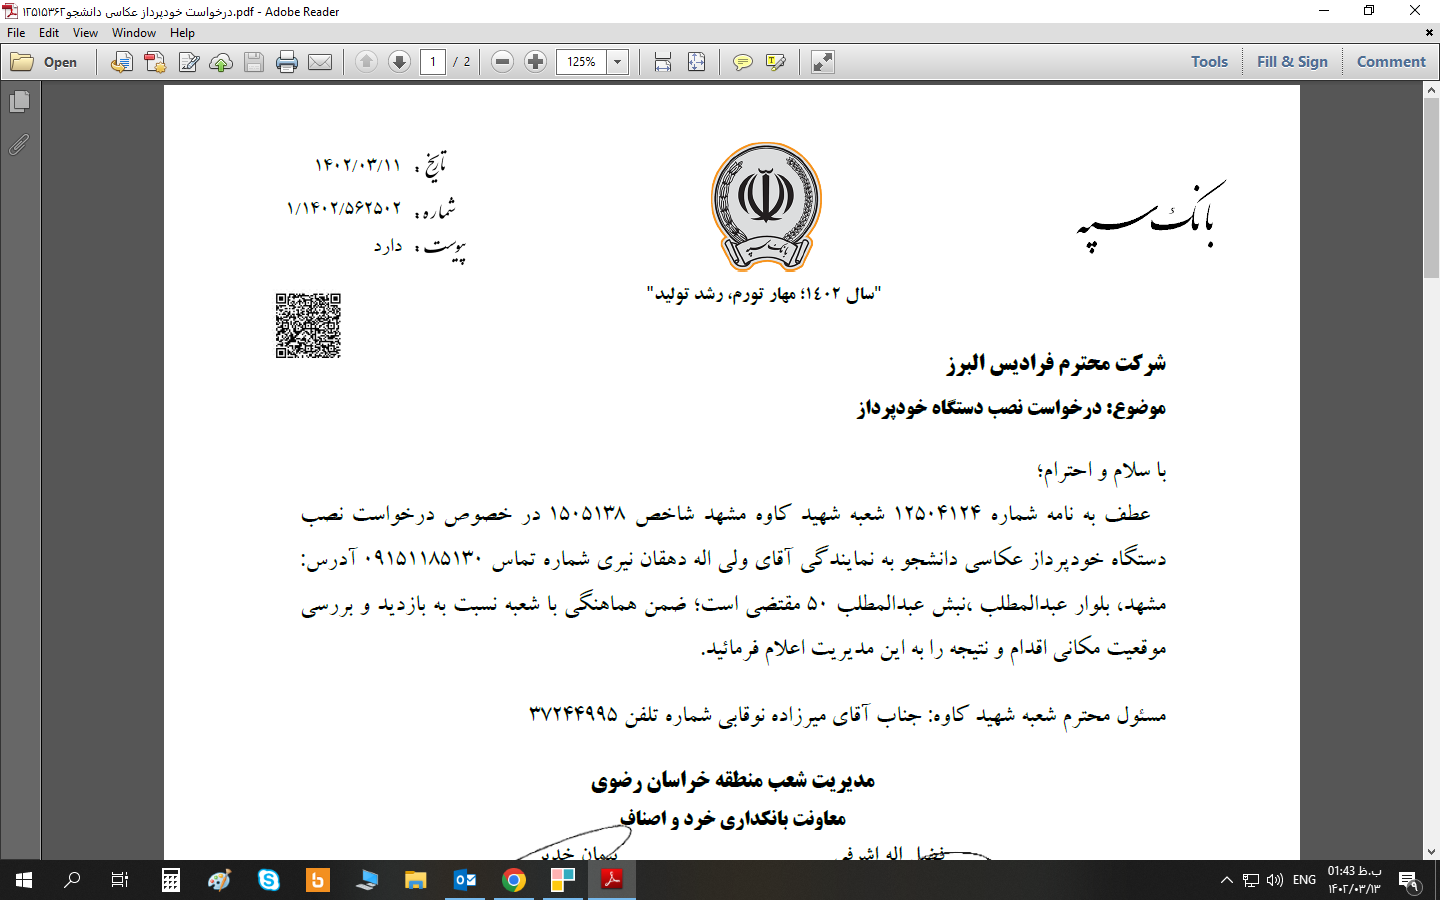 درخواست خودپرداز عکاسی دانشجو۱۲۵۱۵۳۶۲.pdf - Adobe Reader
File Edit View Window Help
Open 1 / 2 125% Tools Fill & Sign Comment
تاریخ : ۱۴۰۲/۰۳/۱۱
شماره : ۱/۱۴۰۲/۵۶۲۵۰۲
پیوست : دارد
بانک سپه
بانک سپه
"سال ۱٤۰۲؛ مهار تورم، رشد تولید"
شرکت محترم فرادیس البرز
موضوع: درخواست نصب دستگاه خودپرداز
با سلام و احترام؛
عطف به نامه شماره ۱۲۵۰۴۱۲۴ شعبه شهید کاوه مشهد شاخص ۱۵۰۵۱۳۸ در خصوص درخواست نصب
دستگاه خودپرداز عکاسی دانشجو به نمایندگی آقای ولی اله دهقان نیری شماره تماس ۰۹۱۵۱۱۸۵۱۳۰ آدرس:
مشهد، بلوار عبدالمطلب ،نبش عبدالمطلب ۵۰ مقتضی است؛ ضمن هماهنگی با شعبه نسبت به بازدید و بررسی
موقعیت مکانی اقدام و نتیجه را به این مدیریت اعلام فرمائید.
مسئول محترم شعبه شهید کاوه: جناب آقای میرزاده نوقابی شماره تلفن ۳۷۲۴۴۹۹۵
مدیریت شعب منطقه خراسان رضوی
معاونت بانکداری خرد و اصناف
فضل اله اشرفی پیمان خدیر
ENG 01:43 ب.ظ
۱۴۰۲/۰۳/۱۳
۹